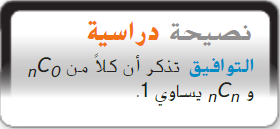 نصيحة دراسية
التوافيق تذكر أن كلاً من nC0
و nCn يساوي 1.